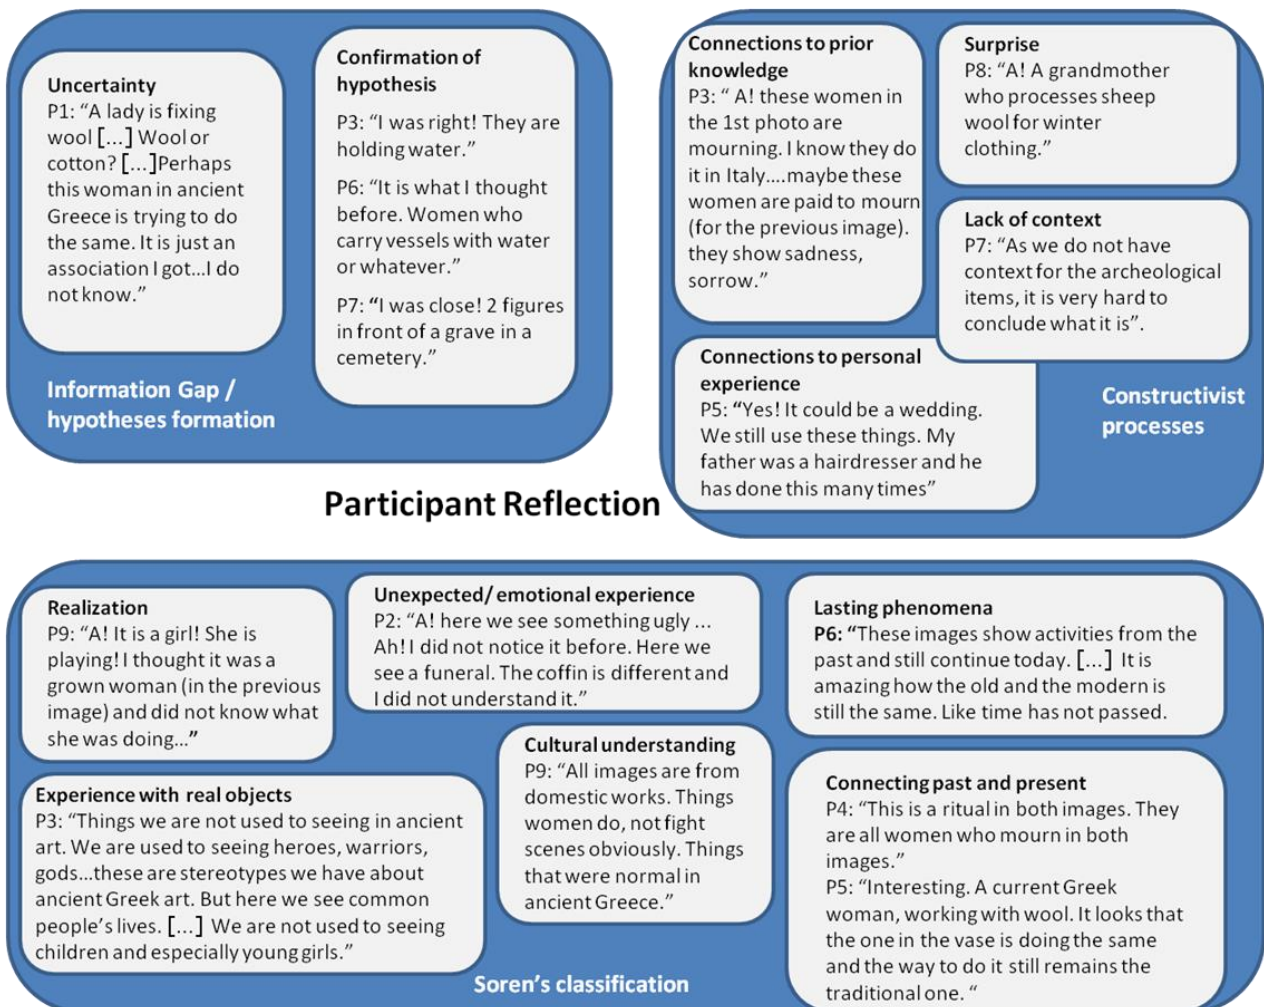 Uncertainty
P1: “A lady is fixing
wool [...] Wool or
cotton? [...]Perhaps
this woman in ancient
Greece is trying to do
the same. It is just an
association I got...I do
not know.”
Confirmation of
hypothesis
P3: “I was right! They are
holding water.”
P6: “It is what I thought
before. Women who
carry vessels with water
or whatever.”
P7: “I was close! 2 figures
in front of a grave in a
cemetery.”
Information Gap /
hypotheses formation
Connections to prior
knowledge
P3: “ A! these women in
the 1st photo are
mourning. I know they do
it in Italy....maybe these
women are paid to mourn
(for the previous image).
they show sadness,
sorrow.”
Surprise
P8: “A! A grandmother
who processes sheep
wool for winter
clothing.”
Lack of context
P7: “As we do not have
context for the archeological
items, it is very hard to
conclude what it is”.
Connections to personal
experience
P5: “Yes! It could be a wedding.
We still use these things. My
father was a hairdresser and he
has done this many times”
Constructivist
processes
Participant Reflection
Realization
P9: “A! It is a girl! She is
playing! I thought it was a
grown woman (in the previous
image) and did not know what
she was doing...”
Unexpected/ emotional experience
P2: “A! here we see something ugly ...
Ah! I did not notice it before. Here we
see a funeral. The coffin is different and
I did not understand it.”
Lasting phenomena
P6: “These images show activities from the
past and still continue today. [...] It is
amazing how the old and the modern is
still the same. Like time has not passed.
Experience with real objects
P3: “Things we are not used to seeing in ancient
art. We are used to seeing heroes, warriors,
gods...these are stereotypes we have about
ancient Greek art. But here we see common
people’s lives. [...] We are not used to seeing
children and especially young girls.”
Cultural understanding
P9: “All images are from
domestic works. Things
women do, not fight
scenes obviously. Things
that were normal in
ancient Greece.”
Connecting past and present
P4: “This is a ritual in both images. They
are all women who mourn in both
images.”
P5: “Interesting. A current Greek
woman, working with wool. It looks that
the one in the vase is doing the same
and the way to do it still remains the
traditional one. “
Soren’s classification